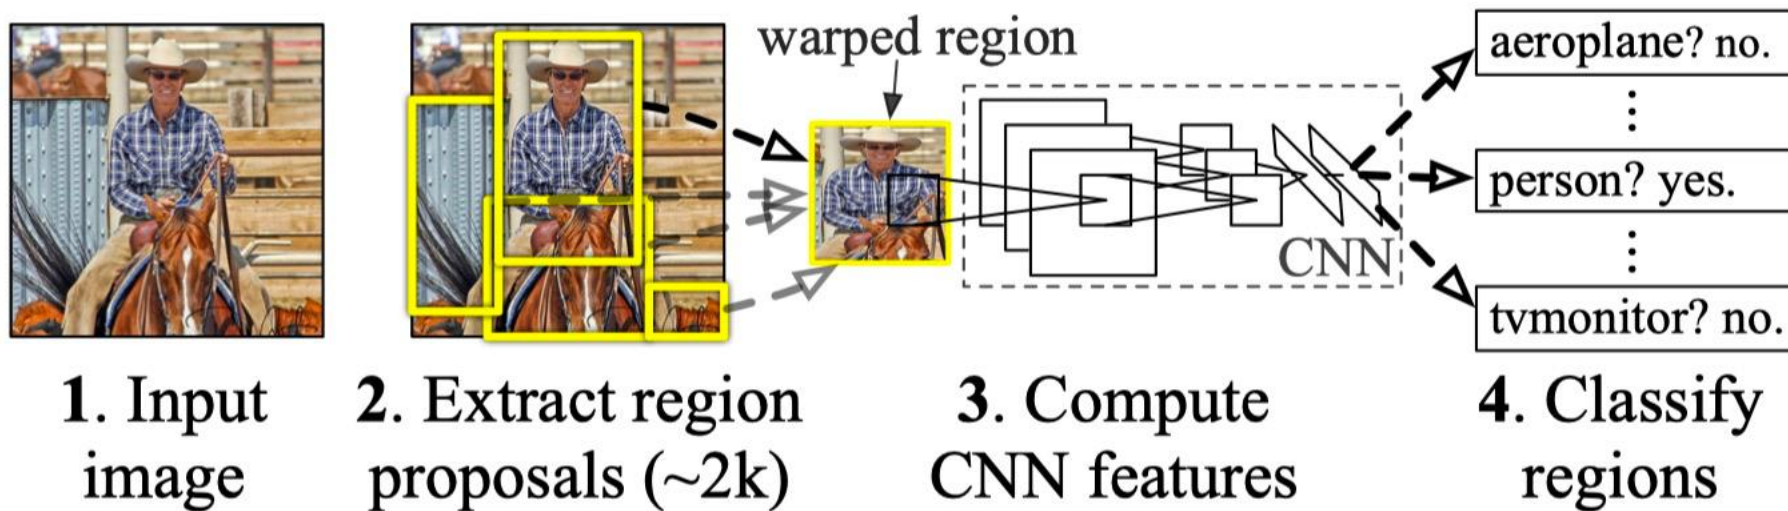 warped region
aeroplane? no.
person? yes.
CNN
tvmonitor? no.
1. Input
image
2. Extract region
proposals (~2k)
3. Compute
CNN features
4. Classify
regions